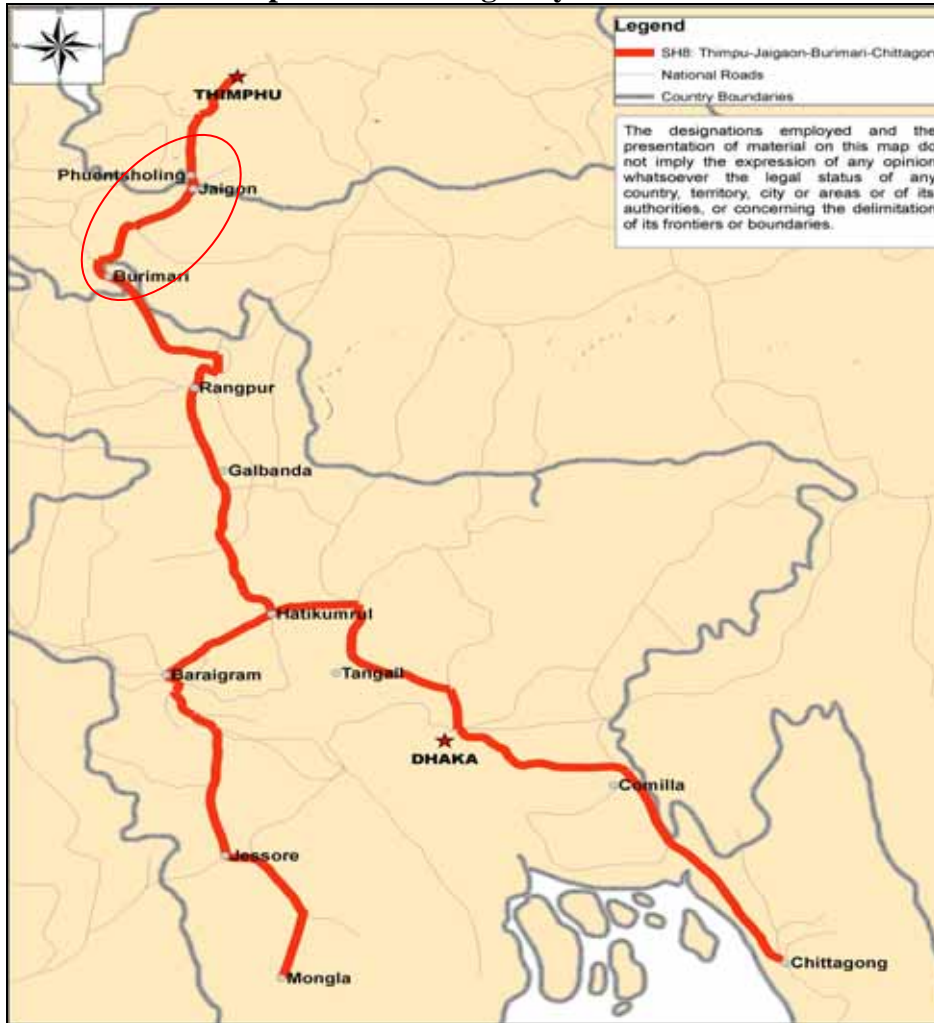 Legend
SH8: Thimpu-Jaigaon-Burimari-Chittagon
National Roads
Country Boundaries
The designations employed and the
presentation of material on this map do
not imply the expression of any opinion
whatsoever the legal status of any
country, territory, city or areas or of its
authorities, or concerning the delimitation
of its frontiers or boundaries.
THIMPHU
Phuentsholing
Jaigon
Burimari
Rangpur
Galbanda
Hatikumrul
Baraigram
Tangail
DHAKA
Comilla
Jessore
Mongla
Chittagong